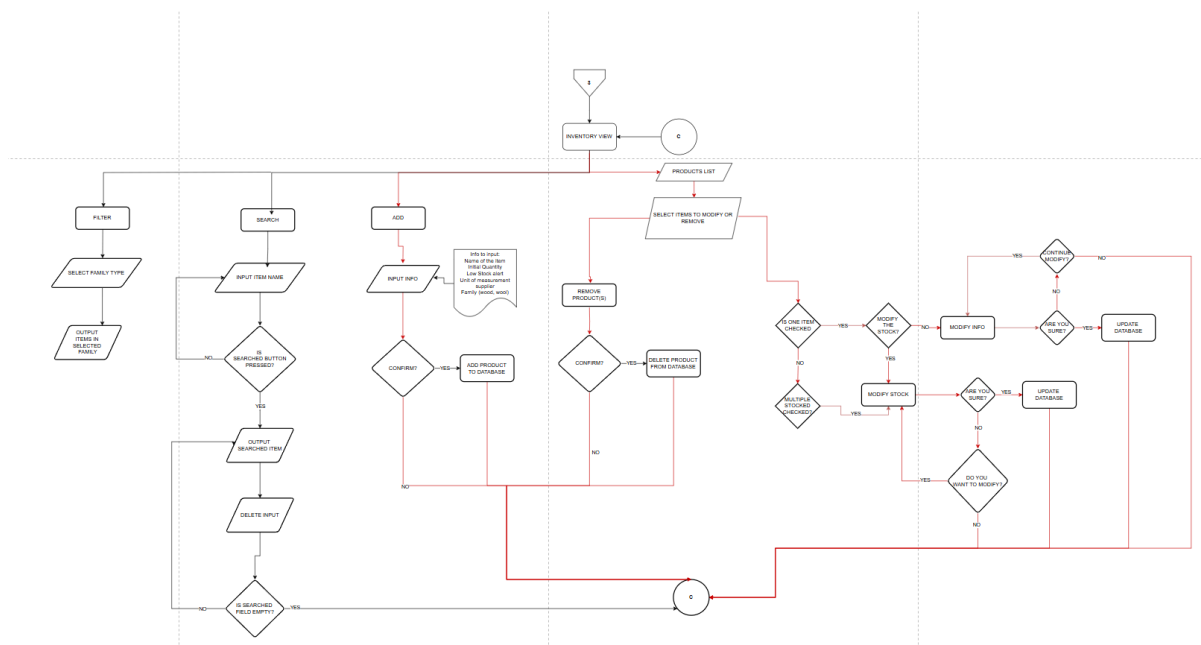 INVENTORY VIEW
C
PRODUCTS LIST
FILTER
SEARCH
ADD
SELECT ITEMS TO MODIFY OR
REMOVE
SELECT FAMILY TYPE
INPUT ITEM NAME
INPUT INFO
Info to input:
Name of the item
Initial Quantity
Low Stock alert
Unit of measurement
supplier
Family (wood, wool)
REMOVE
PRODUCT(S)
CONTINUE
MODIFY?
YES
NO
NO
OUTPUT
ITEMS IN
SELECTED
FAMILY
IS
SEARCHED BUTTON
PRESSED?
NO
YES
CONFIRM?
YES
ADD PRODUCT
TO DATABASE
NO
CONFIRM?
YES
DELETE PRODUCT
FROM DATABASE
NO
IS ONE ITEM
CHECKED
YES
NO
MODIFY
THE
STOCK?
NO
YES
MODIFY INFO
ARE YOU
SURE?
YES
UPDATE
DATABASE
MULTIPLE
STOCKED
CHECKED?
YES
MODIFY STOCK
ARE YOU
SURE?
YES
UPDATE
DATABASE
NO
DO YOU
WANT TO MODIFY?
YES
NO
OUTPUT
SEARCHED ITEM
DELETE INPUT
IS SEARCHED
FIELD EMPTY?
NO
YES
C